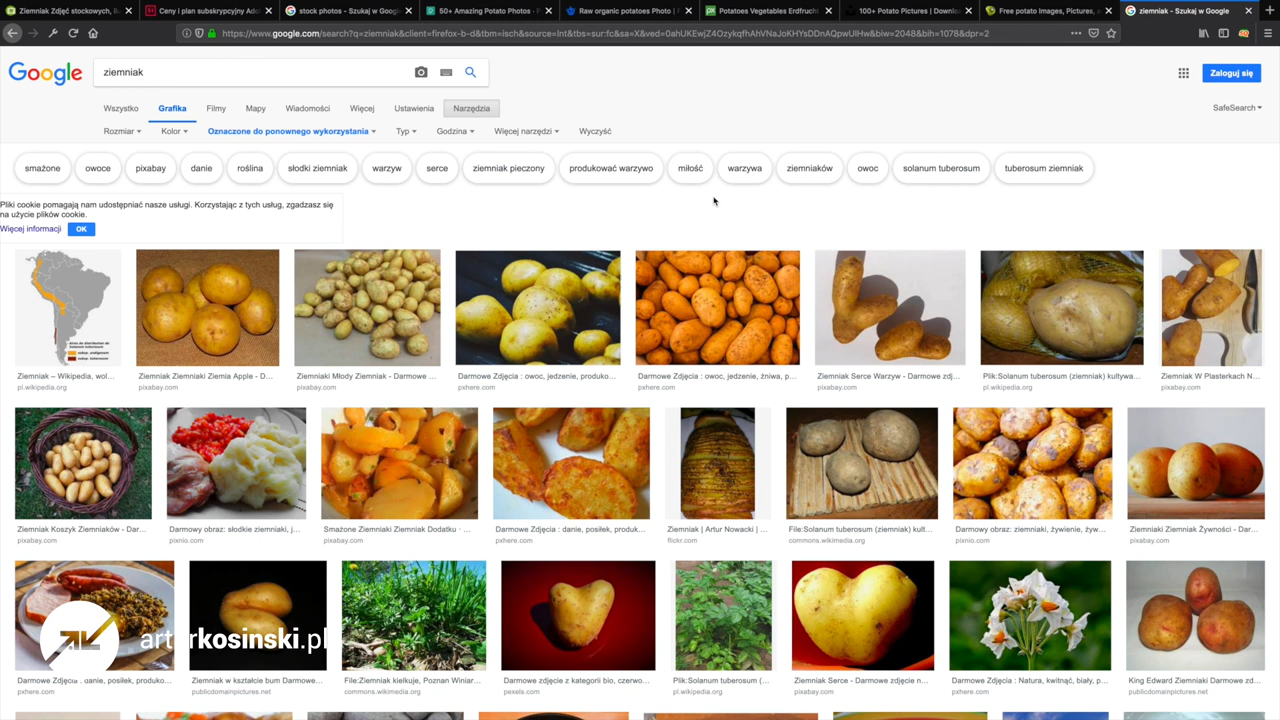 Ziemniak Zdjęć stockowych, il
Ceny i plan subskrypcyjny Adol
stock photos - Szukaj w Google
50+ Amazing Potato Photos · P
Raw organic potatoes Photo | F
Potatoes Vegetables Erdfrucht
100+ Potato Pictures | Downloa
Free potato Images, Pictures, a
ziemniak - Szukaj w Google
https://www.google.com/search?q=ziemniak&client=firefox-b-d&tbm=isch&source=lnt&tbs=sur:fc&sa=X&ved=0ahUKEwjZ4OzykqfhAhVNaJoKHYsDDnAQpwUIHw&biw=2048&bih=1078&dpr=2
Google
ziemniak
Zaloguj się
Wszystko Grafika Filmy Mapy Wiadomości Więcej Ustawienia Narzędzia
SafeSearch
Rozmiar Kolor Oznaczone do ponownego wykorzystania Typ Godzina Więcej narzędzi Wyczyść
smażone owoce pixabay danie roślina słodki ziemniak warzyw serce ziemniak pieczony produkować warzywo miłość warzywa ziemniaków owoc solanum tuberosum tuberosum ziemniak
Pliki cookie pomagają nam udostępniać nasze usługi. Korzystając z tych usług, zgadzasz się
na użycie plików cookie.
Więcej informacji OK
Ziemniak – Wikipedia, wol...
pl.wikipedia.org
Ziemniak Ziemniaki Ziemia Apple - D...
pixabay.com
Ziemniaki Młody Ziemniak - Darmowe ...
pixabay.com
Darmowe Zdjęcia : owoc, jedzenie, produko...
pxhere.com
Darmowe Zdjęcia : owoc, jedzenie, żniwa, p...
pxhere.com
Ziemniak Serce Warzyw - Darmowe zdj...
pixabay.com
Plik:Solanum tuberosum (ziemniak) kultywa...
pl.wikipedia.org
Ziemniak W Plasterkach N...
pixabay.com
Ziemniak Koszyk Ziemniaków - Dar...
pixabay.com
Darmowy obraz: słodkie ziemniaki, j...
pixnio.com
Smażone Ziemniaki Ziemniak Dodatku · ...
pixabay.com
Darmowe Zdjęcia : danie, posiłek, produk...
pxhere.com
Ziemniak | Artur Nowacki | ...
flickr.com
File:Solanum tuberosum (ziemniak) kult...
commons.wikimedia.org
Darmowy obraz: ziemniaki, żywienie, żyw...
pixnio.com
Ziemniaki Ziemniak Żywności - Dar...
pixabay.com
Darmowe Zdjęcia : danie, posiłek, produko...
pxhere.com
Ziemniak w kształcie bum Darmowe...
publicdomainpictures.net
File:Ziemniak kielkuje, Poznan Winiar...
commons.wikimedia.org
Darmowe zdjęcie z kategorii bio, czerwo...
pexels.com
Plik:Solanum tuberosum (...
pl.wikipedia.org
Ziemniak Serce - Darmowe zdjęcie n...
pixabay.com
Darmowe Zdjęcia : Natura, kwitnąć, biały, p...
pxhere.com
King Edward Ziemniaki Darmowe zd...
publicdomainpictures.net
arturkosinski.pl